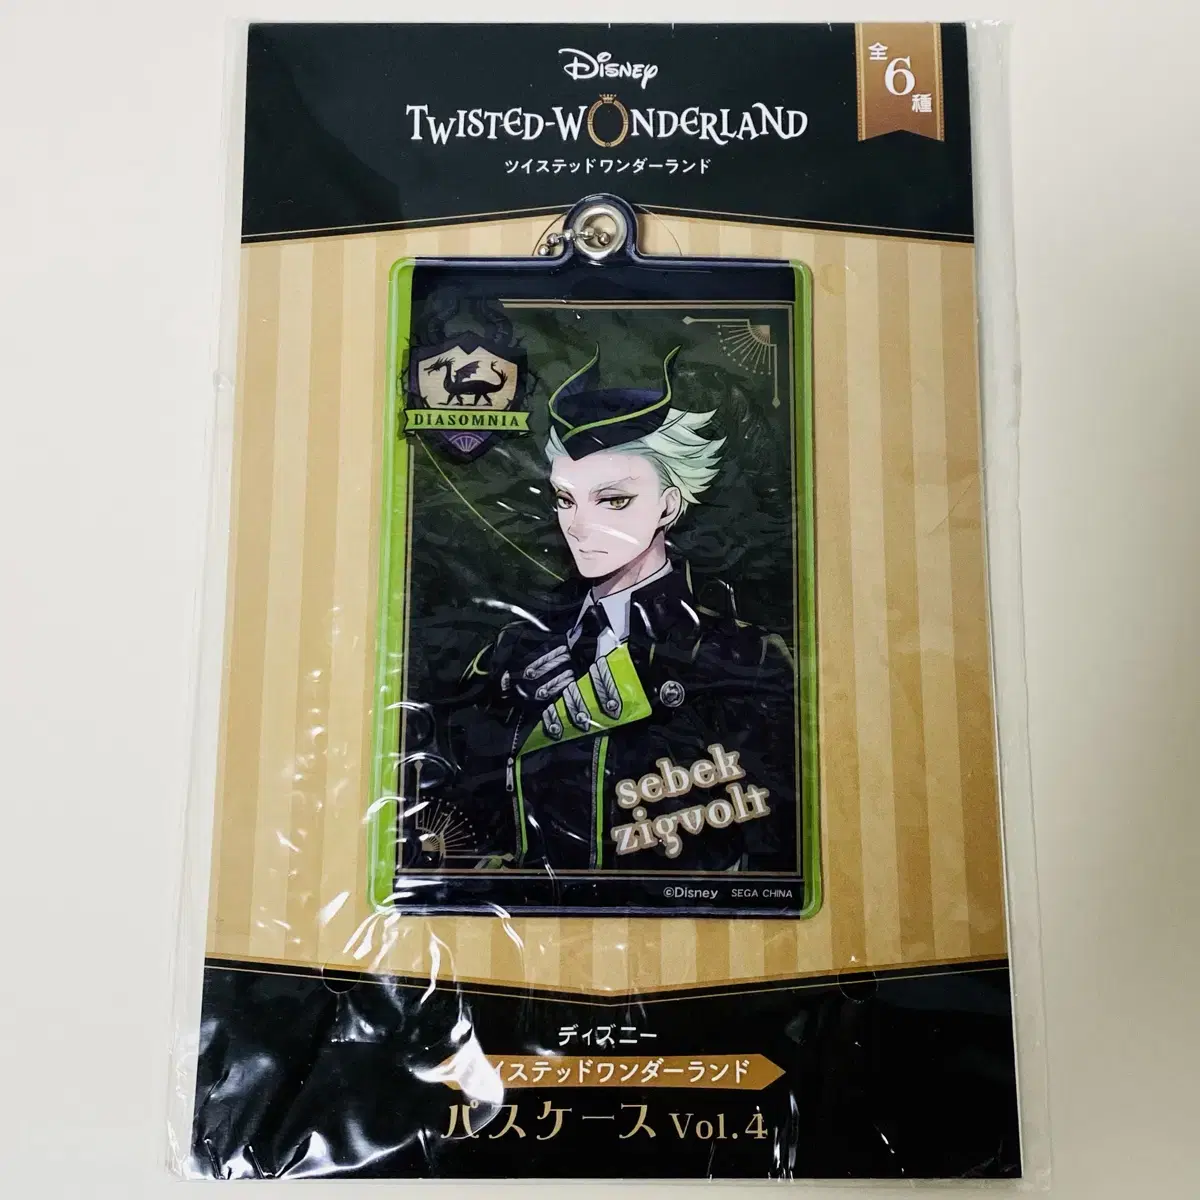 Disney
TWISTED-WONDERLAND
ツイステッドワンダーランド
全
6
種
DIASOMNIA
sebek
zigvolt
©Disney SEGA CHINA
ディズニー
イステッドワンダーランド
パスケース Vol.4